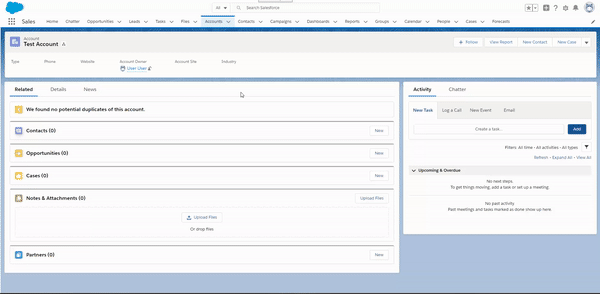 All Search Salesforce
Sales Home Chatter Opportunities Leads Tasks Files Accounts Contacts Campaigns Dashboards Reports Groups Calendar Forecast People Cases Forecasts
Account
Test Account
+ Follow View Report New Contact New Case
Type Phone Website Account Owner Account Site Industry
User User
Related Details News
We found no potential duplicates of this account.
Contacts (0) New
Opportunities (0) New
Cases (0) New
Notes & Attachments (0) Upload Files
Upload Files
Or drop files
Partners (0) New
Activity Chatter
New Task Log a Call New Event Email
Create a task... Add
Filters: All time • All activities • All types
Refresh • Expand All • View All
Upcoming & Overdue
No next steps.
To get things moving, add a task or set up a meeting.
No past activity.
Past meetings and tasks marked as done show up here.